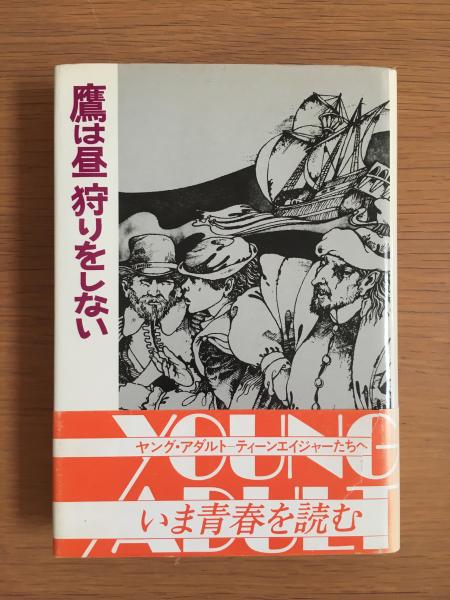 鷹は昼狩りをしない
YOUNG
ヤング・アダルト―ティーンエイジャーたちへ
ADULT
いま青春を読む